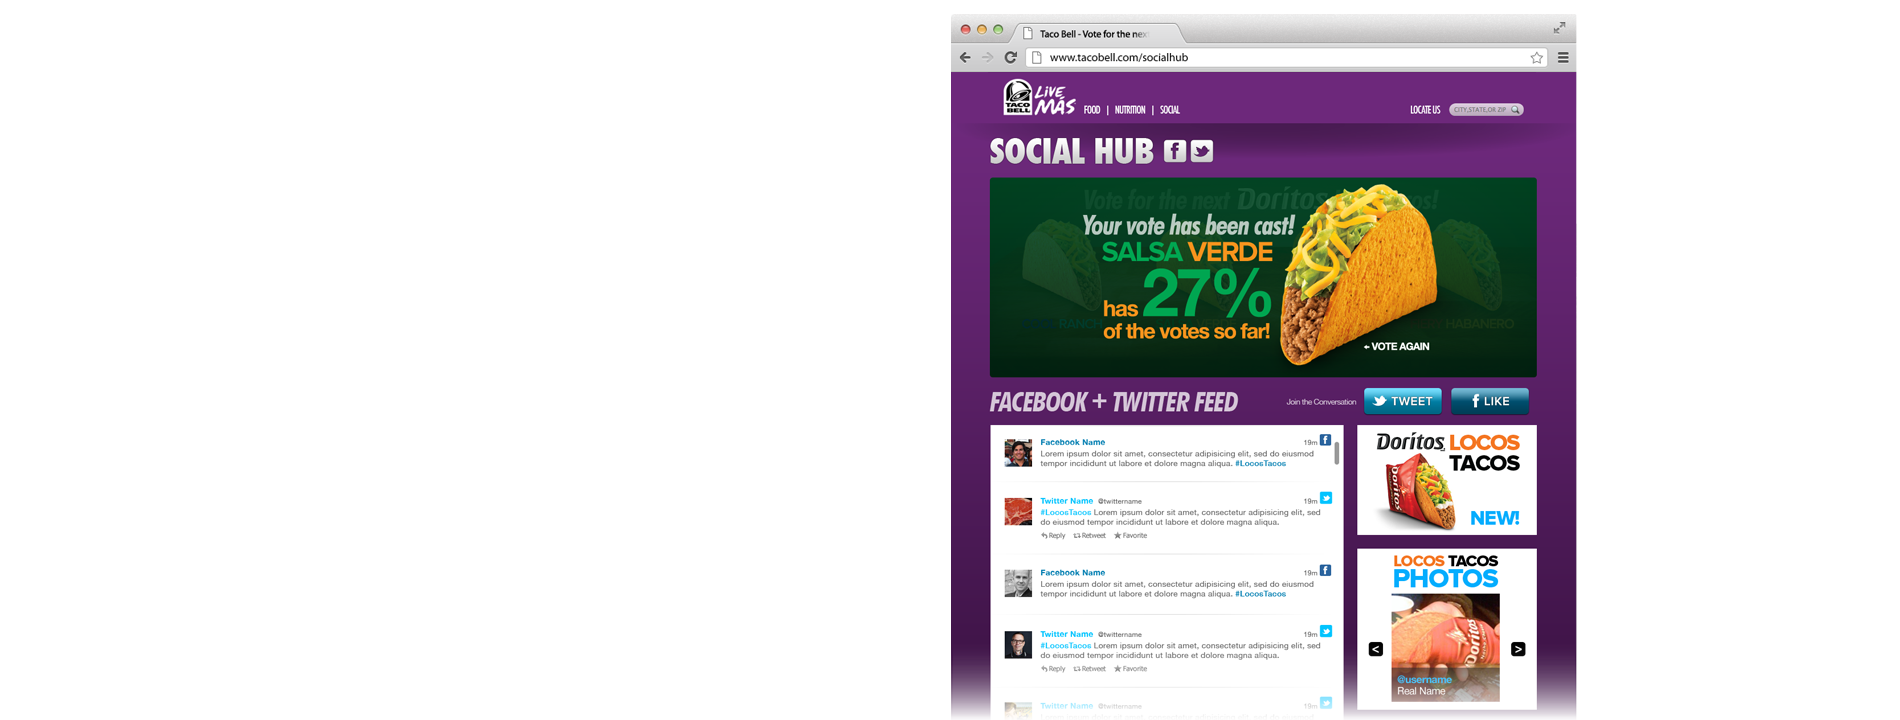 Taco Bell - Vote for the nex
www.tacobell.com/socialhub
TACO
BELL
LIVE
MÁS
FOOD | NUTRITION | SOCIAL
LOCATE US
CITY,STATE,OR ZIP
SOCIAL HUB
Vote for the next Doritos
Your vote has been cast!
SALSA VERDE
has 27%
of the votes so far!
RANCH
HABANERO
← VOTE AGAIN
FACEBOOK + TWITTER FEED
Join the Conversation
TWEET
LIKE
Facebook Name
19m
Lorem ipsum dolor sit amet, consectetur adipisicing elit, sed do eiusmod
tempor incididunt ut labore et dolore magna aliqua. #LocosTacos
Twitter Name @twittername
19m
#LocosTacos Lorem ipsum dolor sit amet, consectetur adipisicing elit, sed
do eiusmod tempor incididunt ut labore et dolore magna aliqua.
Reply Retweet Favorite
Facebook Name
19m
Lorem ipsum dolor sit amet, consectetur adipisicing elit, sed do eiusmod
tempor incididunt ut labore et dolore magna aliqua. #LocosTacos
Twitter Name @twittername
19m
#LocosTacos Lorem ipsum dolor sit amet, consectetur adipisicing elit, sed
do eiusmod tempor incididunt ut labore et dolore magna aliqua.
Reply Retweet Favorite
Twitter Name @twittername
19m
Doritos LOCOS
TACOS
Doritos
NEW!
LOCOS TACOS
PHOTOS
Doritos
<
>
@username
Real Name